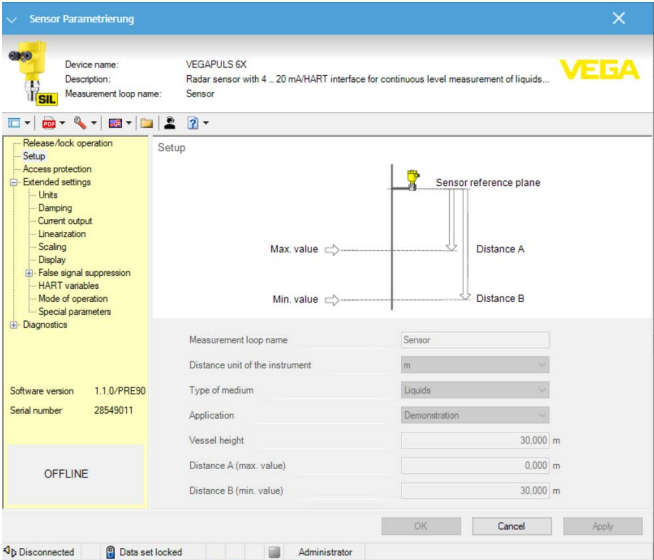 Sensor Parametrierung
Device name: VEGAPULS 6X
Description: Radar sensor with 4 .. 20 mA/HART interface for continuous level measurement of liquids...
Measurement loop name: Sensor
VEGA
SIL
PDF
Release/lock operation
Setup
Access protection
Extended settings
Units
Damping
Current output
Linearization
Scaling
Display
False signal suppression
HART variables
Mode of operation
Special parameters
Diagnostics
Software version 1.1.0/PRE90
Serial number 28549011
OFFLINE
Setup
Sensor reference plane
Max. value
Distance A
Min. value
Distance B
Measurement loop name Sensor
Distance unit of the instrument m
Type of medium Liquids
Application Demonstration
Vessel height 30,000 m
Distance A (max. value) 0.000 m
Distance B (min. value) 30.000 m
OK Cancel Apply
Disconnected Data set locked Administrator